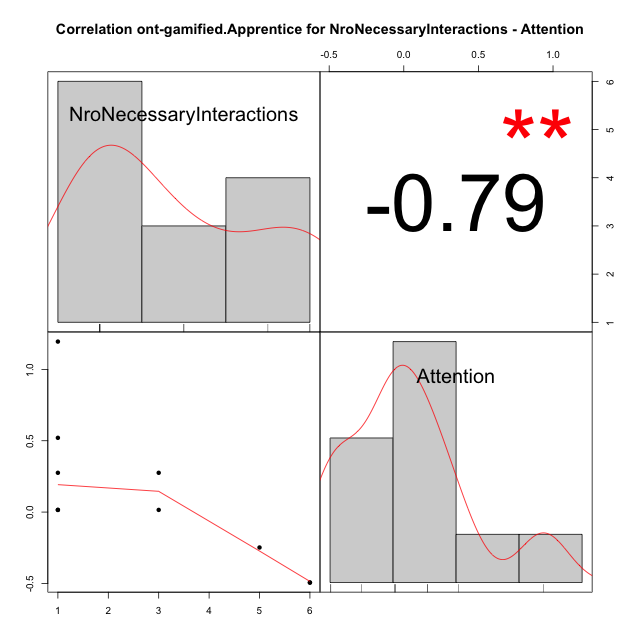 Correlation ont-gamified.Apprentice for NroNecessaryInteractions - Attention
-0.5 0.0 0.5 1.0
NroNecessaryInteractions
**
-0.79
6
5
4
3
2
1
Attention
1.0
0.5
0.0
-0.5
1 2 3 4 5 6